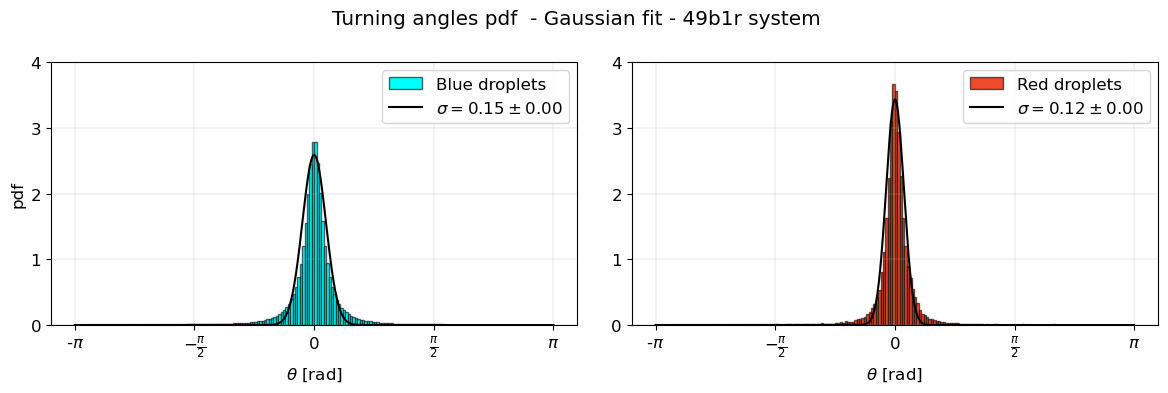 Turning angles pdf  - Gaussian fit - 49b1r system
pdf
4
3
2
1
0
Blue droplets
σ = 0.15 ± 0.00
-π
−π/2
0
π/2
π
θ [rad]
4
3
2
1
0
Red droplets
σ = 0.12 ± 0.00
-π
−π/2
0
π/2
π
θ [rad]